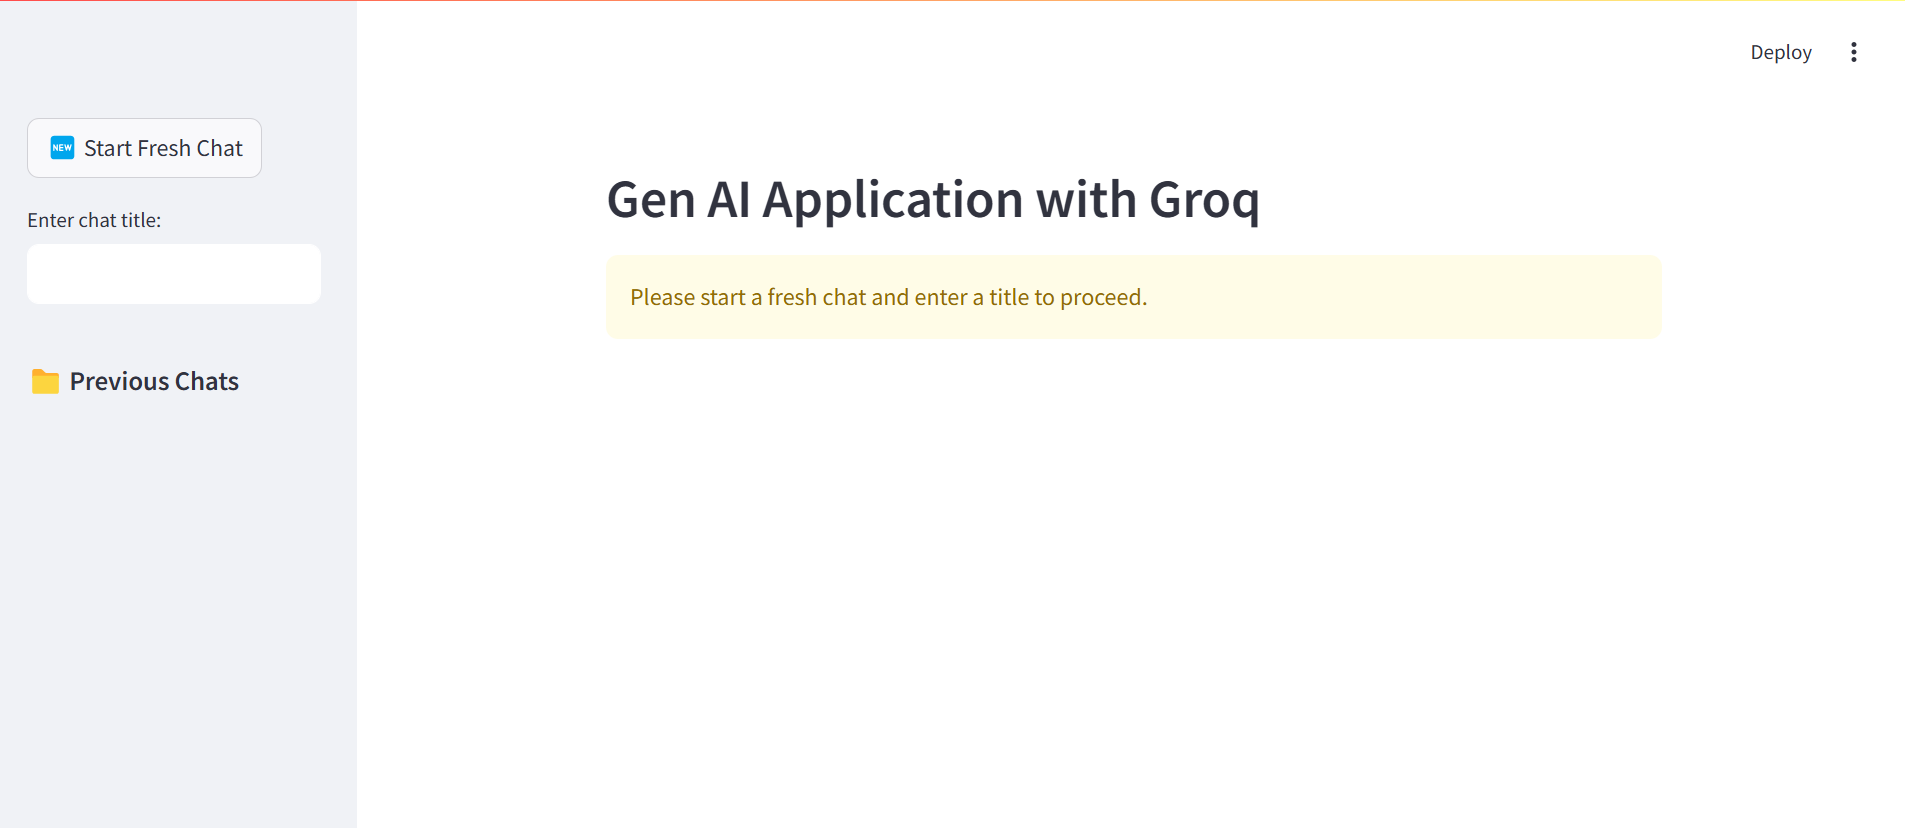 Deploy
NEW Start Fresh Chat
Enter chat title:
Previous Chats
Gen AI Application with Groq
Please start a fresh chat and enter a title to proceed.